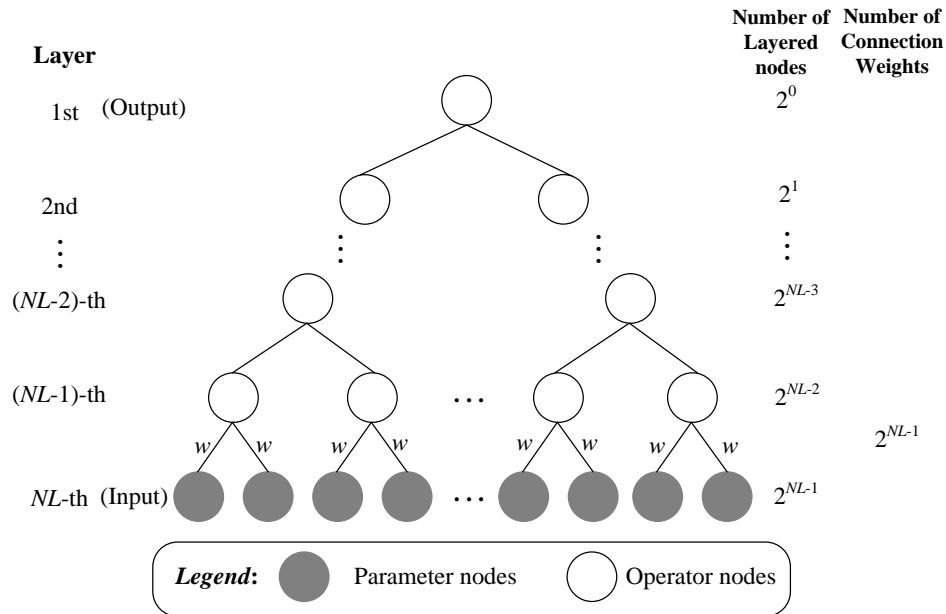 Number of Layered nodes
Number of Connection Weights
Layer
1st (Output) 2^0
2nd 2^1
⋮ ⋮ ⋮ ⋮
(NL-2)-th 2^{NL-3}
(NL-1)-th ... 2^{NL-2}
w w w w w w w w 2^{NL-1}
NL-th (Input) ... 2^{NL-1}
Legend: Parameter nodes Operator nodes